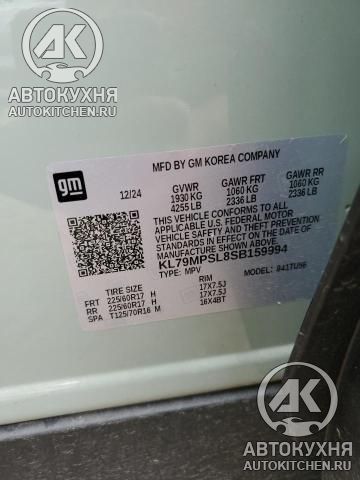 АК
АВТОКУХНЯ
AUTOKITCHEN.RU
MFD BY GM KOREA COMPANY
gm
12/24
GVWR GAWR FRT GAWR RR
1930 KG 1060 KG 1060 KG
4255 LB 2336 LB 2336 LB
THIS VEHICLE CONFORMS TO ALL
APPLICABLE U.S. FEDERAL MOTOR
VEHICLE SAFETY AND THEFT PREVENTION
STANDARDS IN EFFECT ON THE DATE OF
MANUFACTURE SHOWN ABOVE.
KL79MPSL8SB159994
TYPE: MPV MODEL: 941TU56
TIRE SIZE RIM
FRT 225/60R17 H 17X7.5J
RR 225/60R17 H 17X7.5J
SPA T125/70R16 M 16X4BT
АК
АВТОКУХНЯ
AUTOKITCHEN.RU